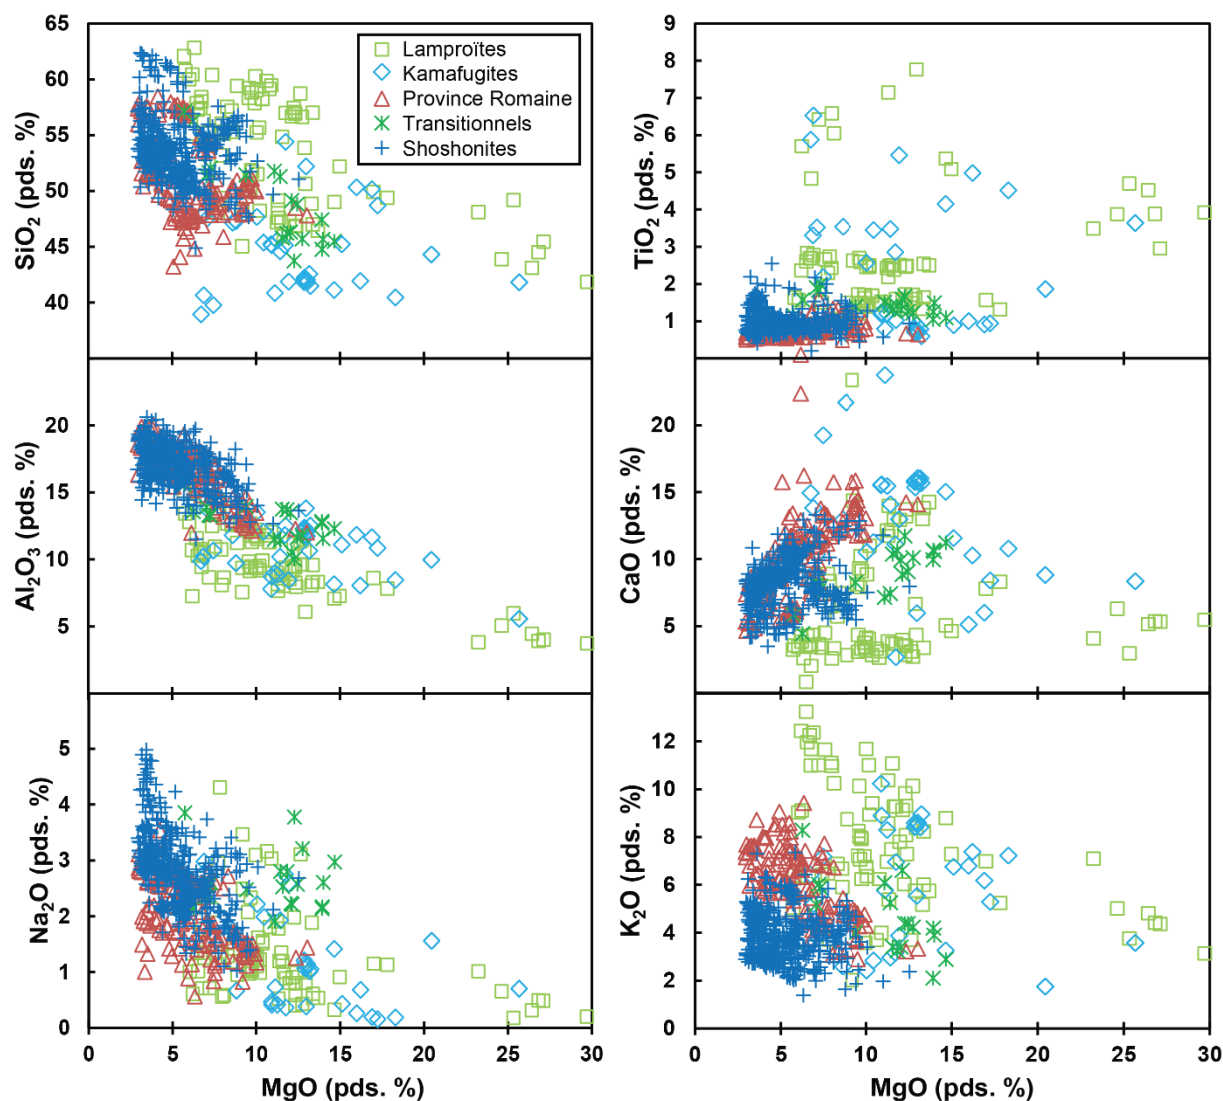 65
60
55
50
45
40
SiO₂ (pds. %)
Lamproïtes
Kamafugites
Province Romaine
Transitionnels
Shoshonites
9
8
7
6
5
4
3
2
1
TiO₂ (pds. %)
20
15
10
5
Al₂O₃ (pds. %)
20
15
10
5
CaO (pds. %)
5
4
3
2
1
0
Na₂O (pds. %)
0 5 10 15 20 25 30
MgO (pds. %)
12
10
8
6
4
2
0
K₂O (pds. %)
0 5 10 15 20 25 30
MgO (pds. %)